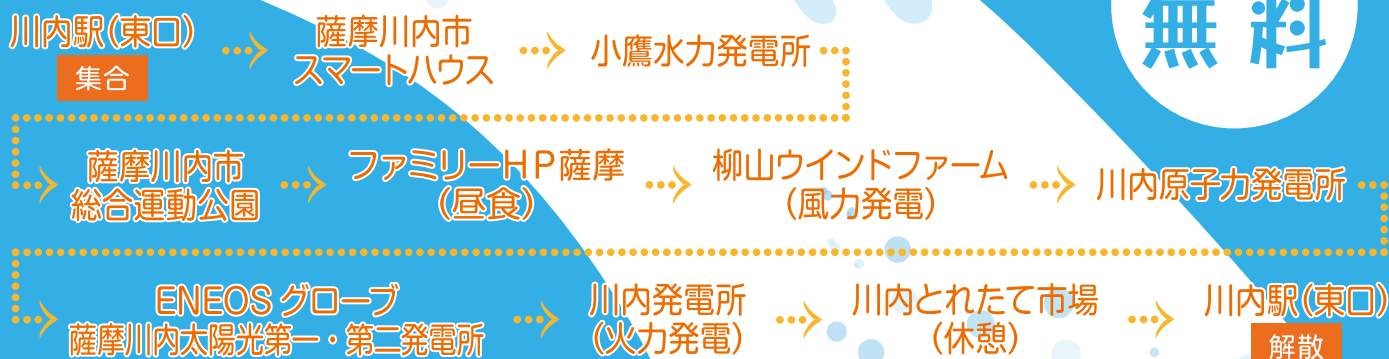 川内駅（東口）
集合
薩摩川内市
スマートハウス
小鷹水力発電所
無料
薩摩川内市
総合運動公園
ファミリーＨＰ薩摩
（昼食）
柳山ウインドファーム
（風力発電）
川内原子力発電所
ENEOS グローブ
薩摩川内太陽光第一・第二発電所
川内発電所
（火力発電）
川内とれたて市場
（休憩）
川内駅（東口）
解散